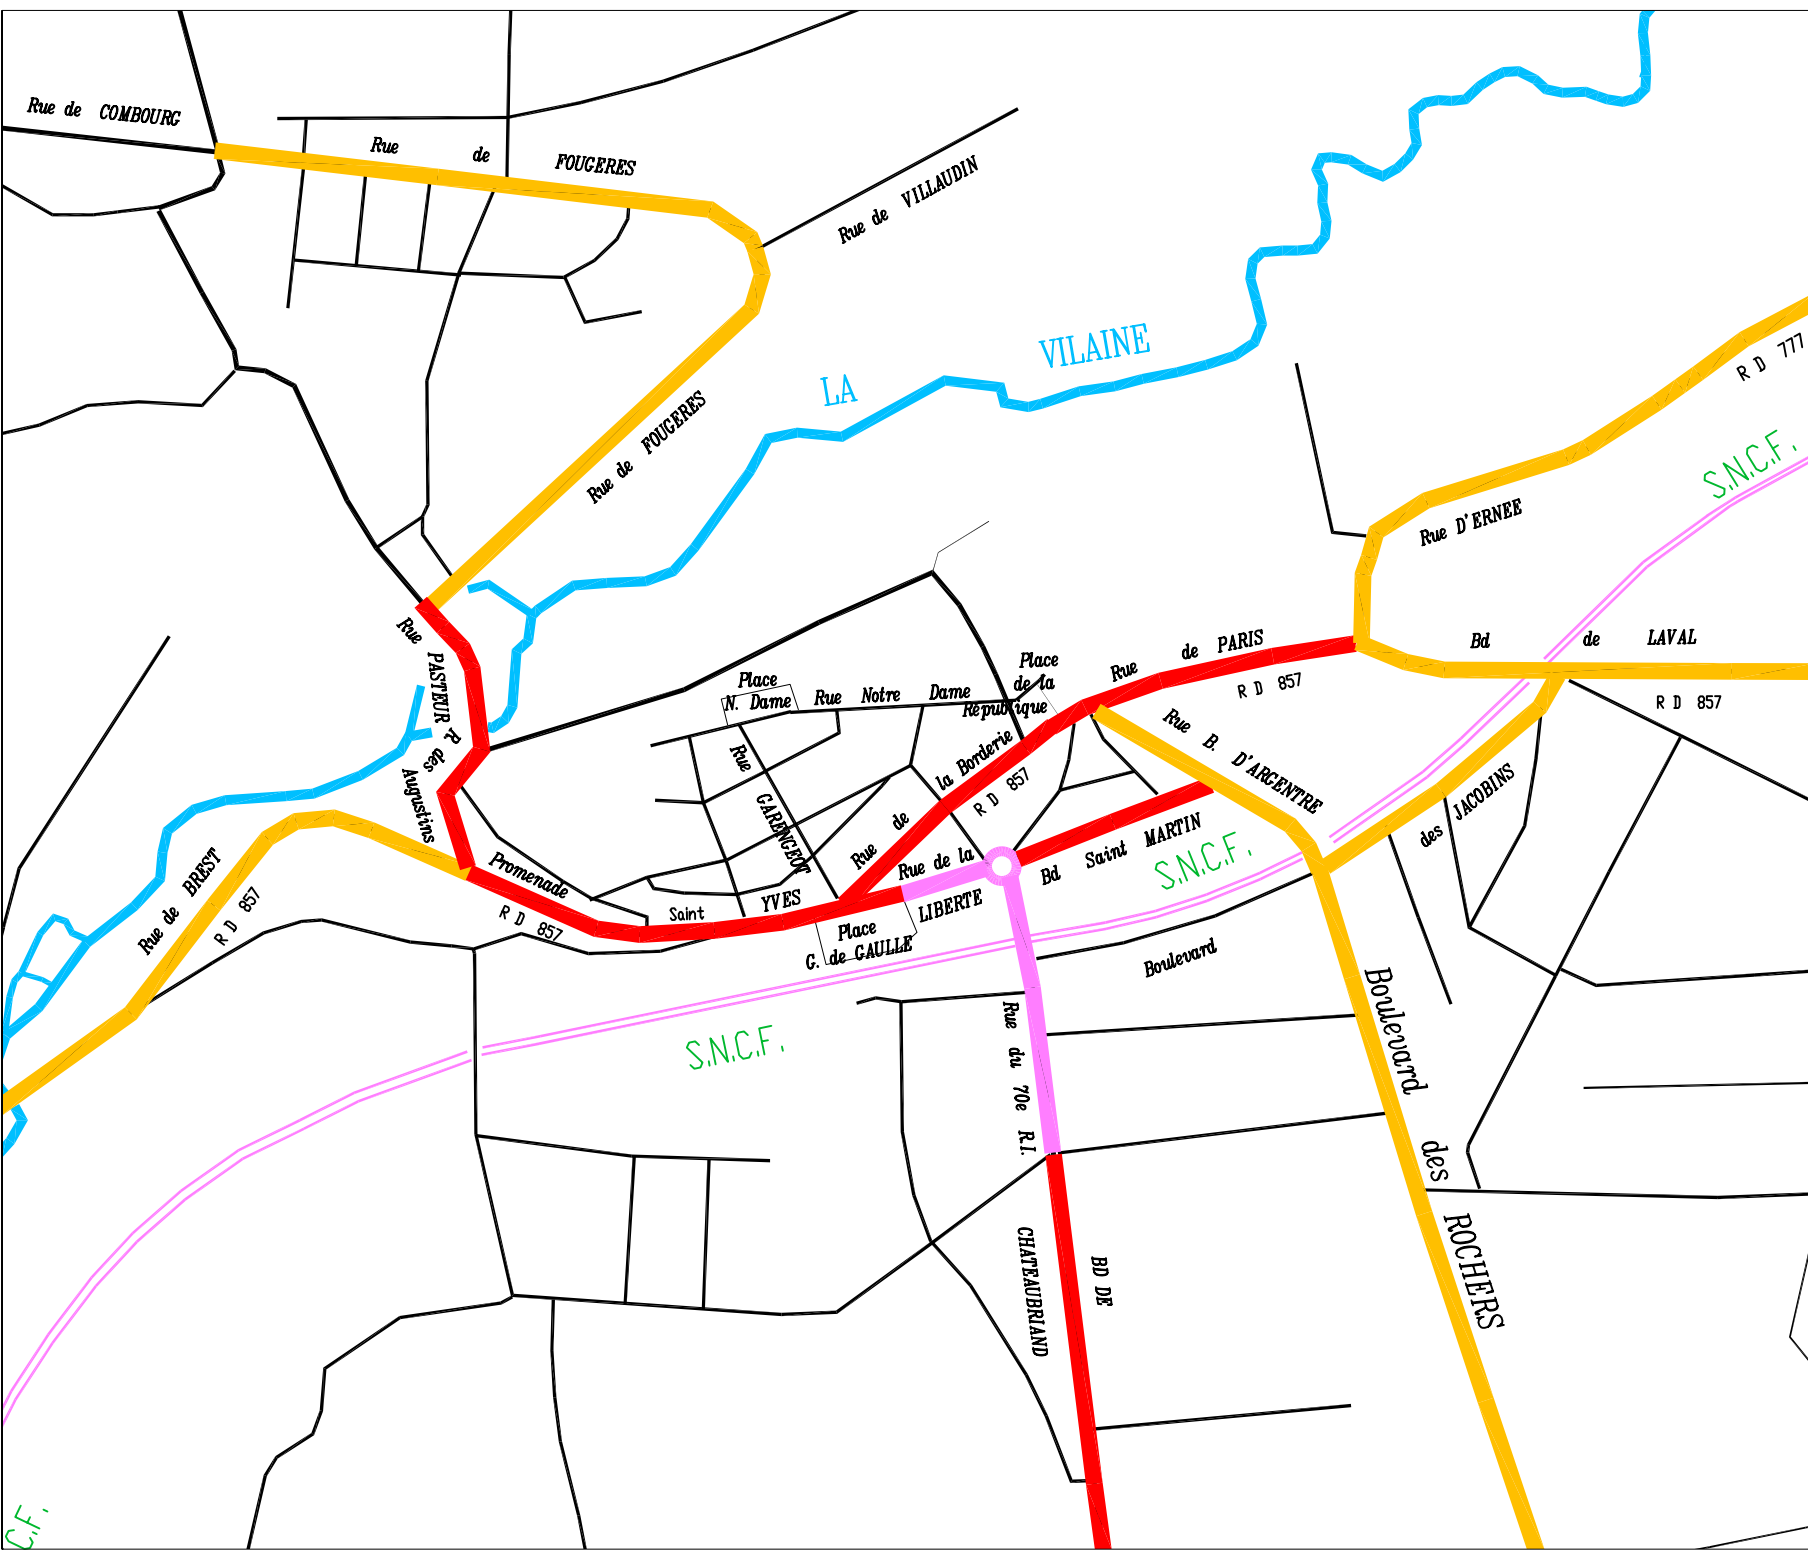 Rue de COMBOURG
Rue de FOUGERES
Rue de VILLAUDIN
LA VILAINE
Rue de FOUGERES
R D 777
S.N.C.F.
Rue D'ERNEE
Rue PASTEUR
R. des Augustins
Place N. Dame
Rue Notre Dame
Place de la République
Rue de PARIS
R D 857
Bd de LAVAL
R D 857
Rue GARENGEOT
Rue de la Borderie
R D 857
Rue B. D'ARGENTRE
des JACOBINS
Rue de BREST
R D 857
Promenade Saint YVES
R D 857
Rue de la LIBERTE
Bd Saint MARTIN
S.N.C.F.
Place
G. de GAULLE
Boulevard
S.N.C.F.
Rue du 70e R.I.
Boulevard des ROCHERS
BD DE
CHATEAUBRIAND
C.F.